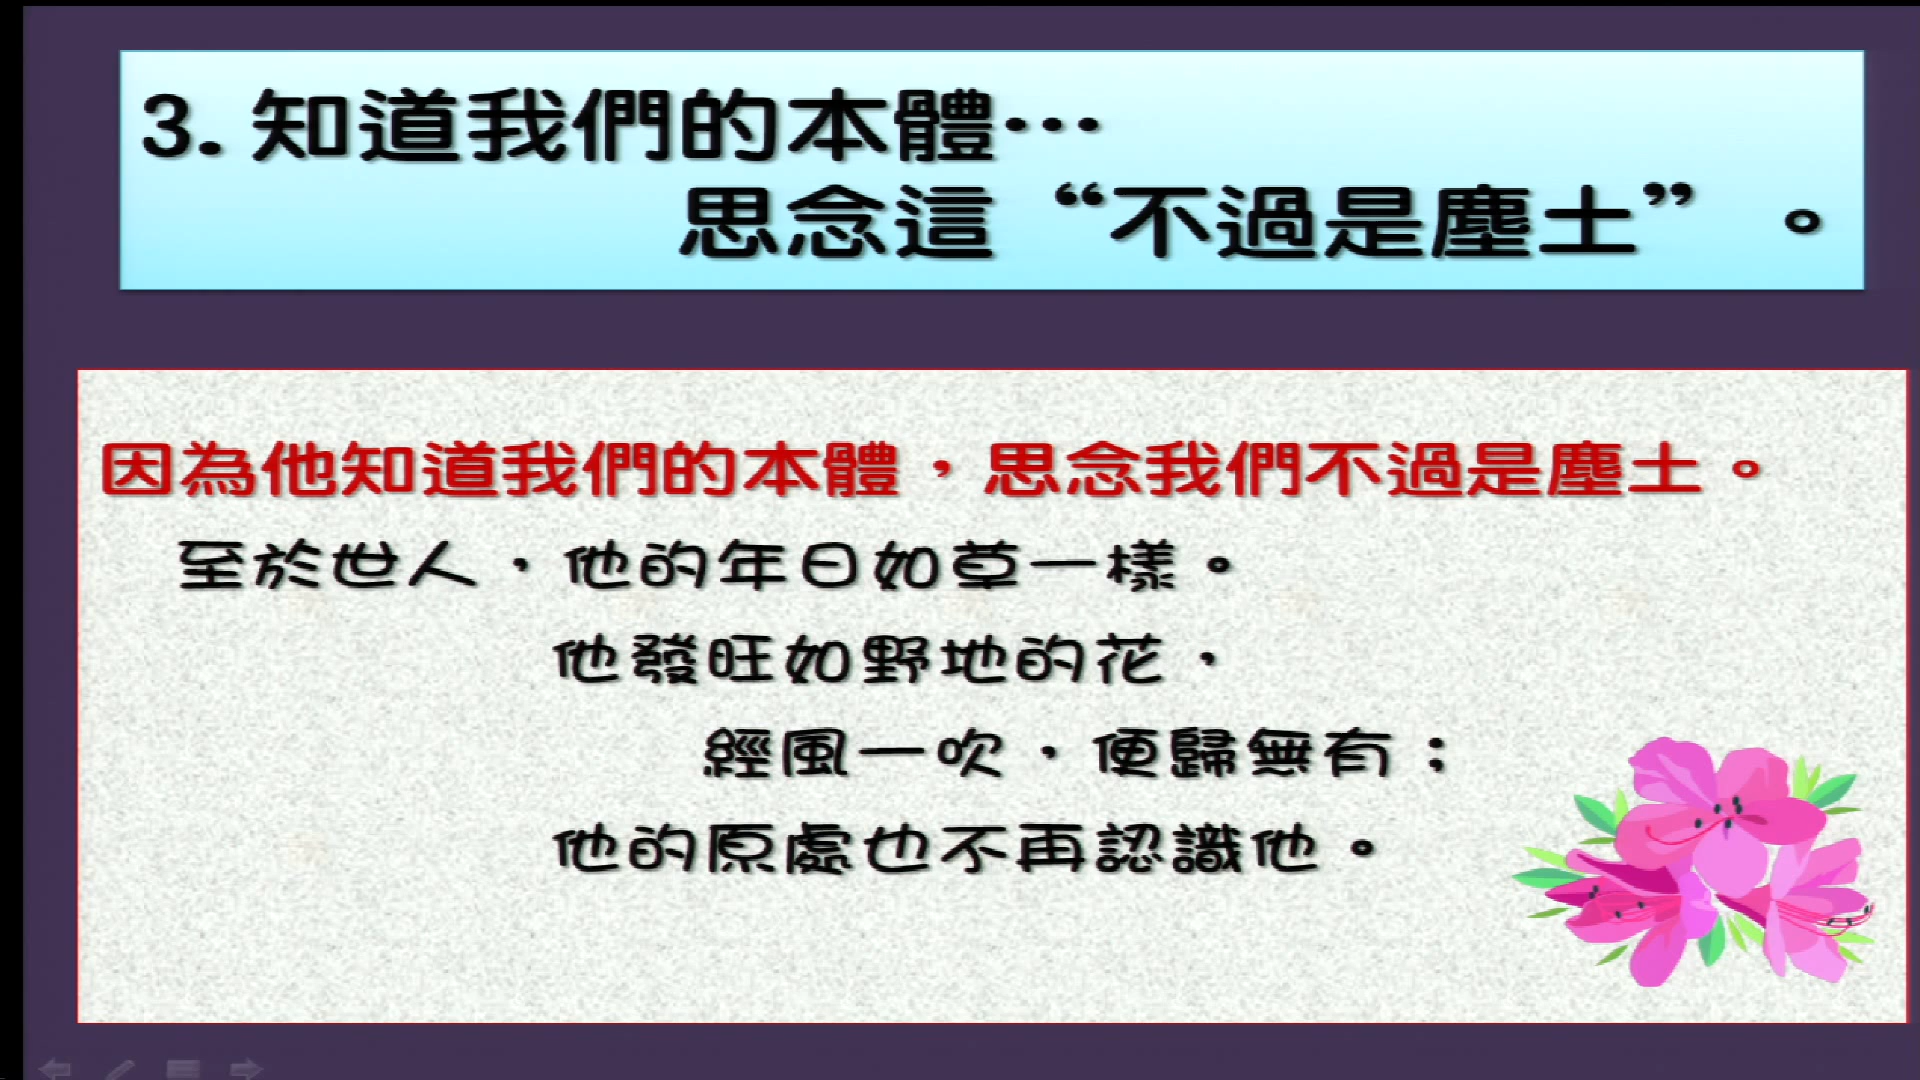 3. 知道我們的本體…
思念這“不過是塵土”。
因為他知道我們的本體，思念我們不過是塵土。
至於世人，他的年日如草一樣。
他發旺如野地的花，
經風一吹，便歸無有；
他的原處也不再認識他。